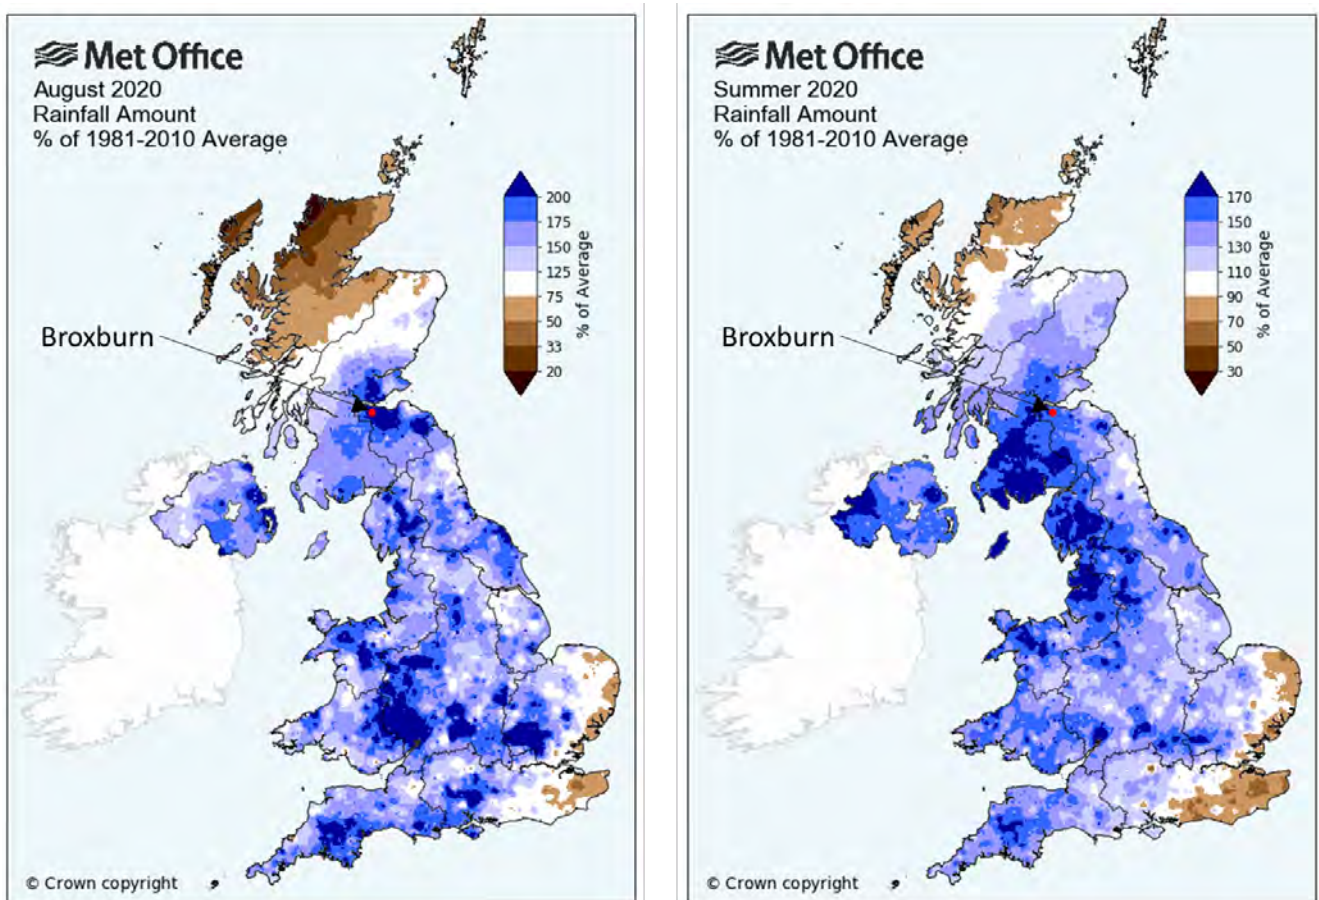 Met Office
August 2020
Rainfall Amount
% of 1981-2010 Average
200
175
150
125
75
50
33
20
% of Average
Broxburn
© Crown copyright
Met Office
Summer 2020
Rainfall Amount
% of 1981-2010 Average
170
150
130
110
90
70
50
30
% of Average
Broxburn
© Crown copyright